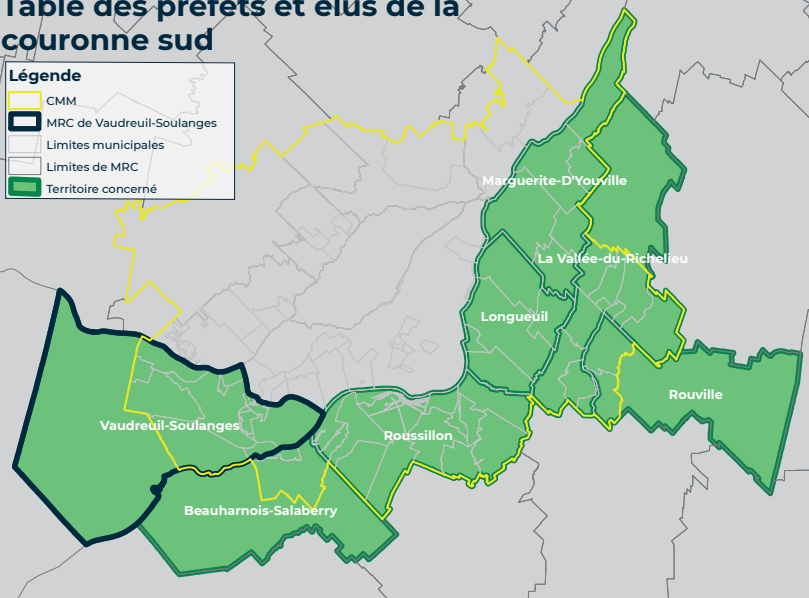 Table des préfets et élus de la
couronne sud
Légende
CMM
MRC de Vaudreuil-Soulanges
Limites municipales
Limites de MRC
Territoire concerné
Marguerite-D'Youville
La Vallée-du-Richelieu
Longueuil
Rouville
Vaudreuil-Soulanges
Roussillon
Beauharnois-Salaberry